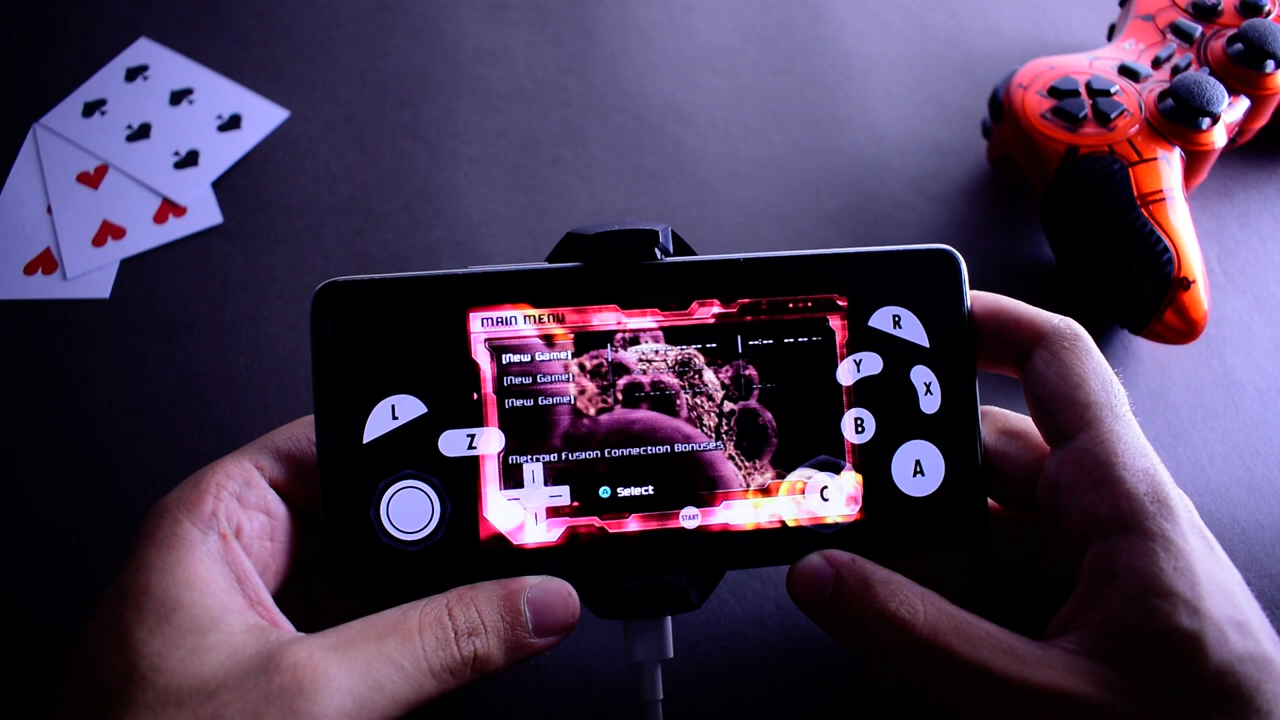 MAIN MENU
[New Game]
[New Game]
[New Game]
Metroid Fusion Connection Bonuses
A Select
L
Z
R
Y
X
B
A
C
START